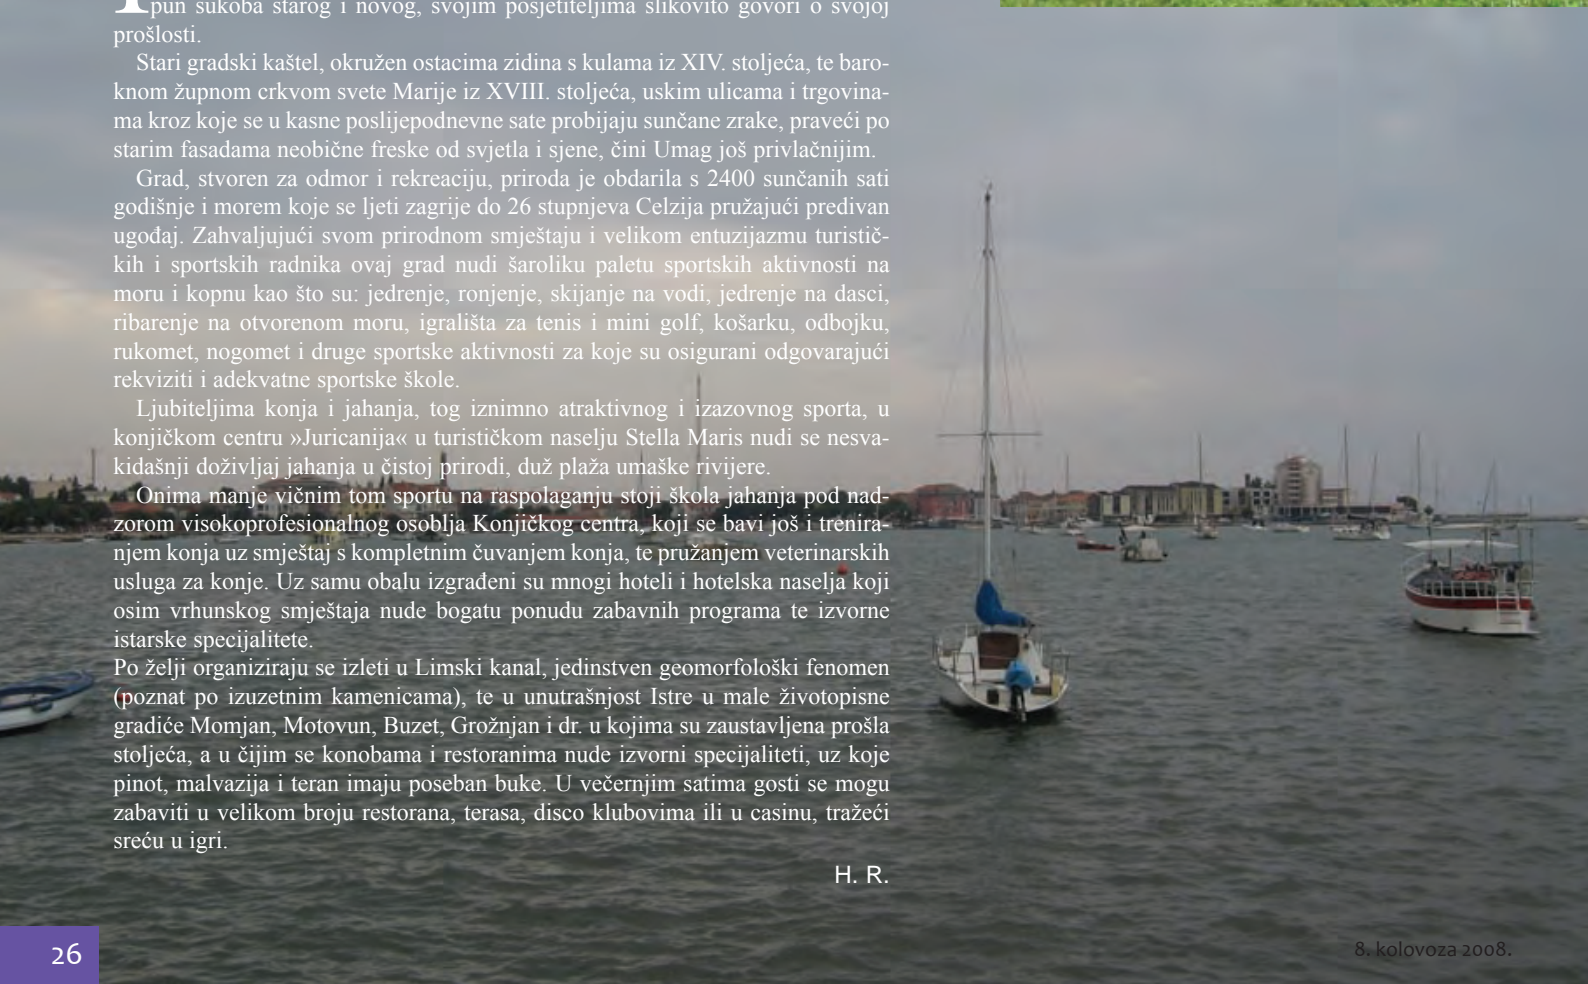 pun sukoba starog i novog, svojim posjetiteljima slikovito govori o svojoj
prošlosti.
Stari gradski kaštel, okružen ostacima zidina s kulama iz XIV. stoljeća, te baro-
knom župnom crkvom svete Marije iz XVIII. stoljeća, uskim ulicama i trgovina-
ma kroz koje se u kasne poslijepodnevne sate probijaju sunčane zrake, praveći po
starim fasadama neobične freske od svjetla i sjene, čini Umag još privlačnijim.
Grad, stvoren za odmor i rekreaciju, priroda je obdarila s 2400 sunčanih sati
godišnje i morem koje se ljeti zagrije do 26 stupnjeva Celzija pružajući predivan
ugođaj. Zahvaljujući svom prirodnom smještaju i velikom entuzijazmu turistič-
kih i sportskih radnika ovaj grad nudi šaroliku paletu sportskih aktivnosti na
moru i kopnu kao što su: jedrenje, ronjenje, skijanje na vodi, jedrenje na dasci,
ribarenje na otvorenom moru, igrališta za tenis i mini golf, košarku, odbojku,
rukomet, nogomet i druge sportske aktivnosti za koje su osigurani odgovarajući
rekviziti i adekvatne sportske škole.
Ljubiteljima konja i jahanja, tog iznimno atraktivnog i izazovnog sporta, u
konjičkom centru »Juricanija« u turističkom naselju Stella Maris nudi se nesva-
kidašnji doživljaj jahanja u čistoj prirodi, duž plaža umaške rivijere.
Onima manje vičnim tom sportu na raspolaganju stoji škola jahanja pod nad-
zorom visokoprofesionalnog osoblja Konjičkog centra, koji se bavi još i trenira-
njem konja uz smještaj s kompletnim čuvanjem konja, te pružanjem veterinarskih
usluga za konje. Uz samu obalu izgrađeni su mnogi hoteli i hotelska naselja koji
osim vrhunskog smještaja nude bogatu ponudu zabavnih programa te izvorne
istarske specijalitete.
Po želji organiziraju se izleti u Limski kanal, jedinstven geomorfološki fenomen
(poznat po izuzetnim kamenicama), te u unutrašnjost Istre u male životopisne
gradiće Momjan, Motovun, Buzet, Grožnjan i dr. u kojima su zaustavljena prošla
stoljeća, a u čijim se konobama i restoranima nude izvorni specijaliteti, uz koje
pinot, malvazija i teran imaju poseban buke. U večernjim satima gosti se mogu
zabaviti u velikom broju restorana, terasa, disco klubovima ili u casinu, tražeći
sreću u igri.
H. R.
26
8. kolovoza 2008.